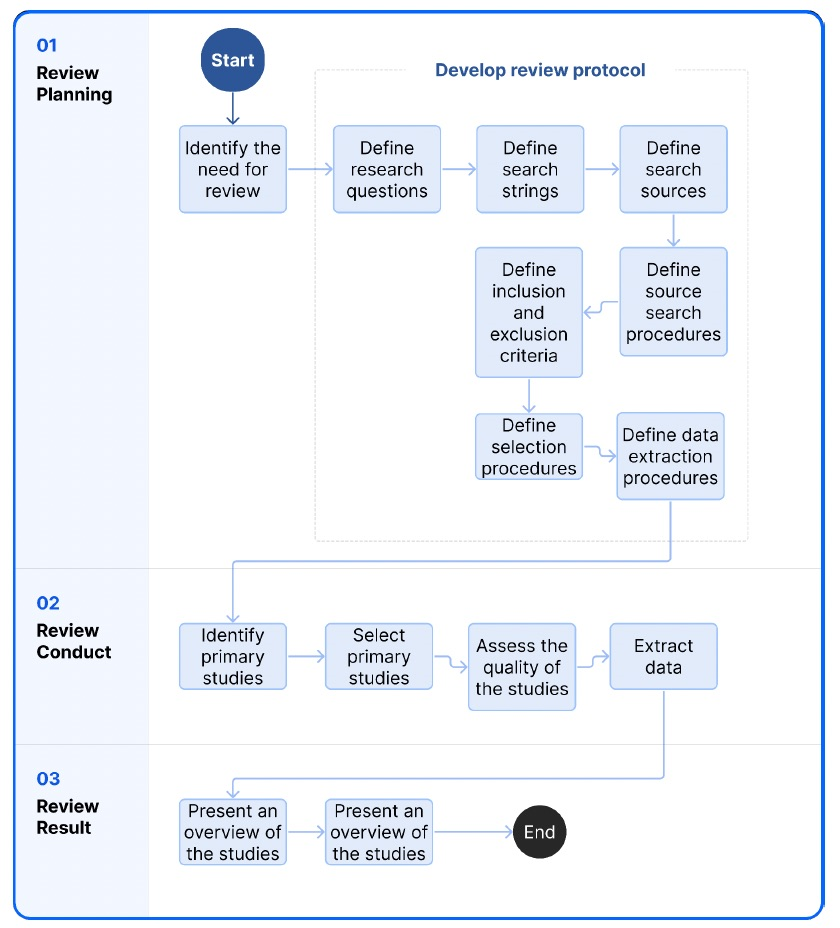 01
Review
Planning
Start
Develop review protocol
Identify the
need for
review
Define
research
questions
Define
search
strings
Define
search
sources
Define
inclusion
and
exclusion
criteria
Define
source
search
procedures
Define
selection
procedures
Define data
extraction
procedures
02
Review
Conduct
Identify
primary
studies
Select
primary
studies
Assess the
quality of
the studies
Extract
data
03
Review
Result
Present an
overview of
the studies
Present an
overview of
the studies
End